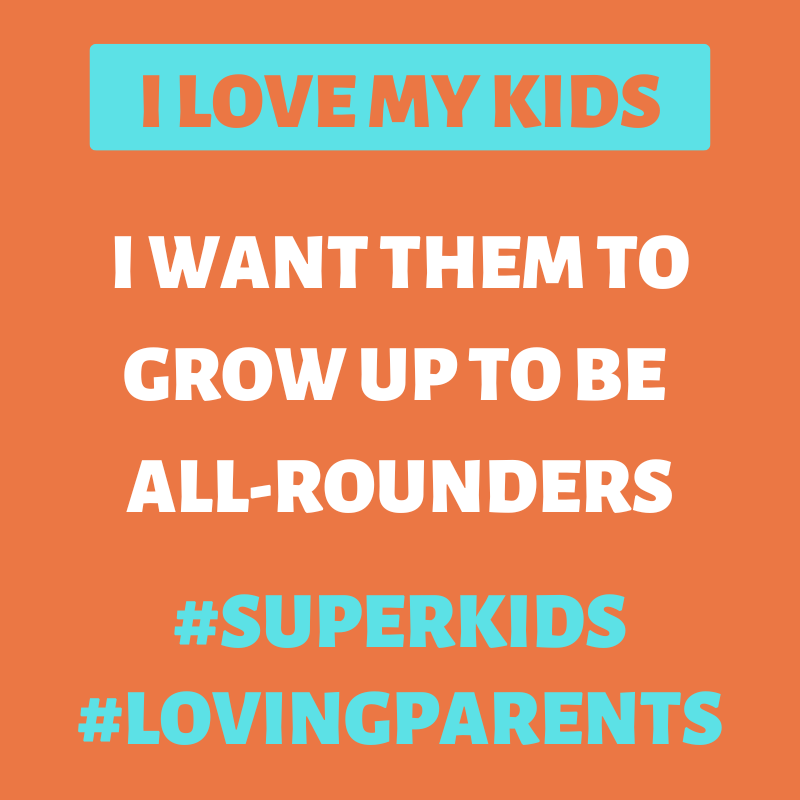 I LOVE MY KIDS
I WANT THEM TO
GROW UP TO BE
ALL-ROUNDERS
#SUPERKIDS
#LOVINGPARENTS